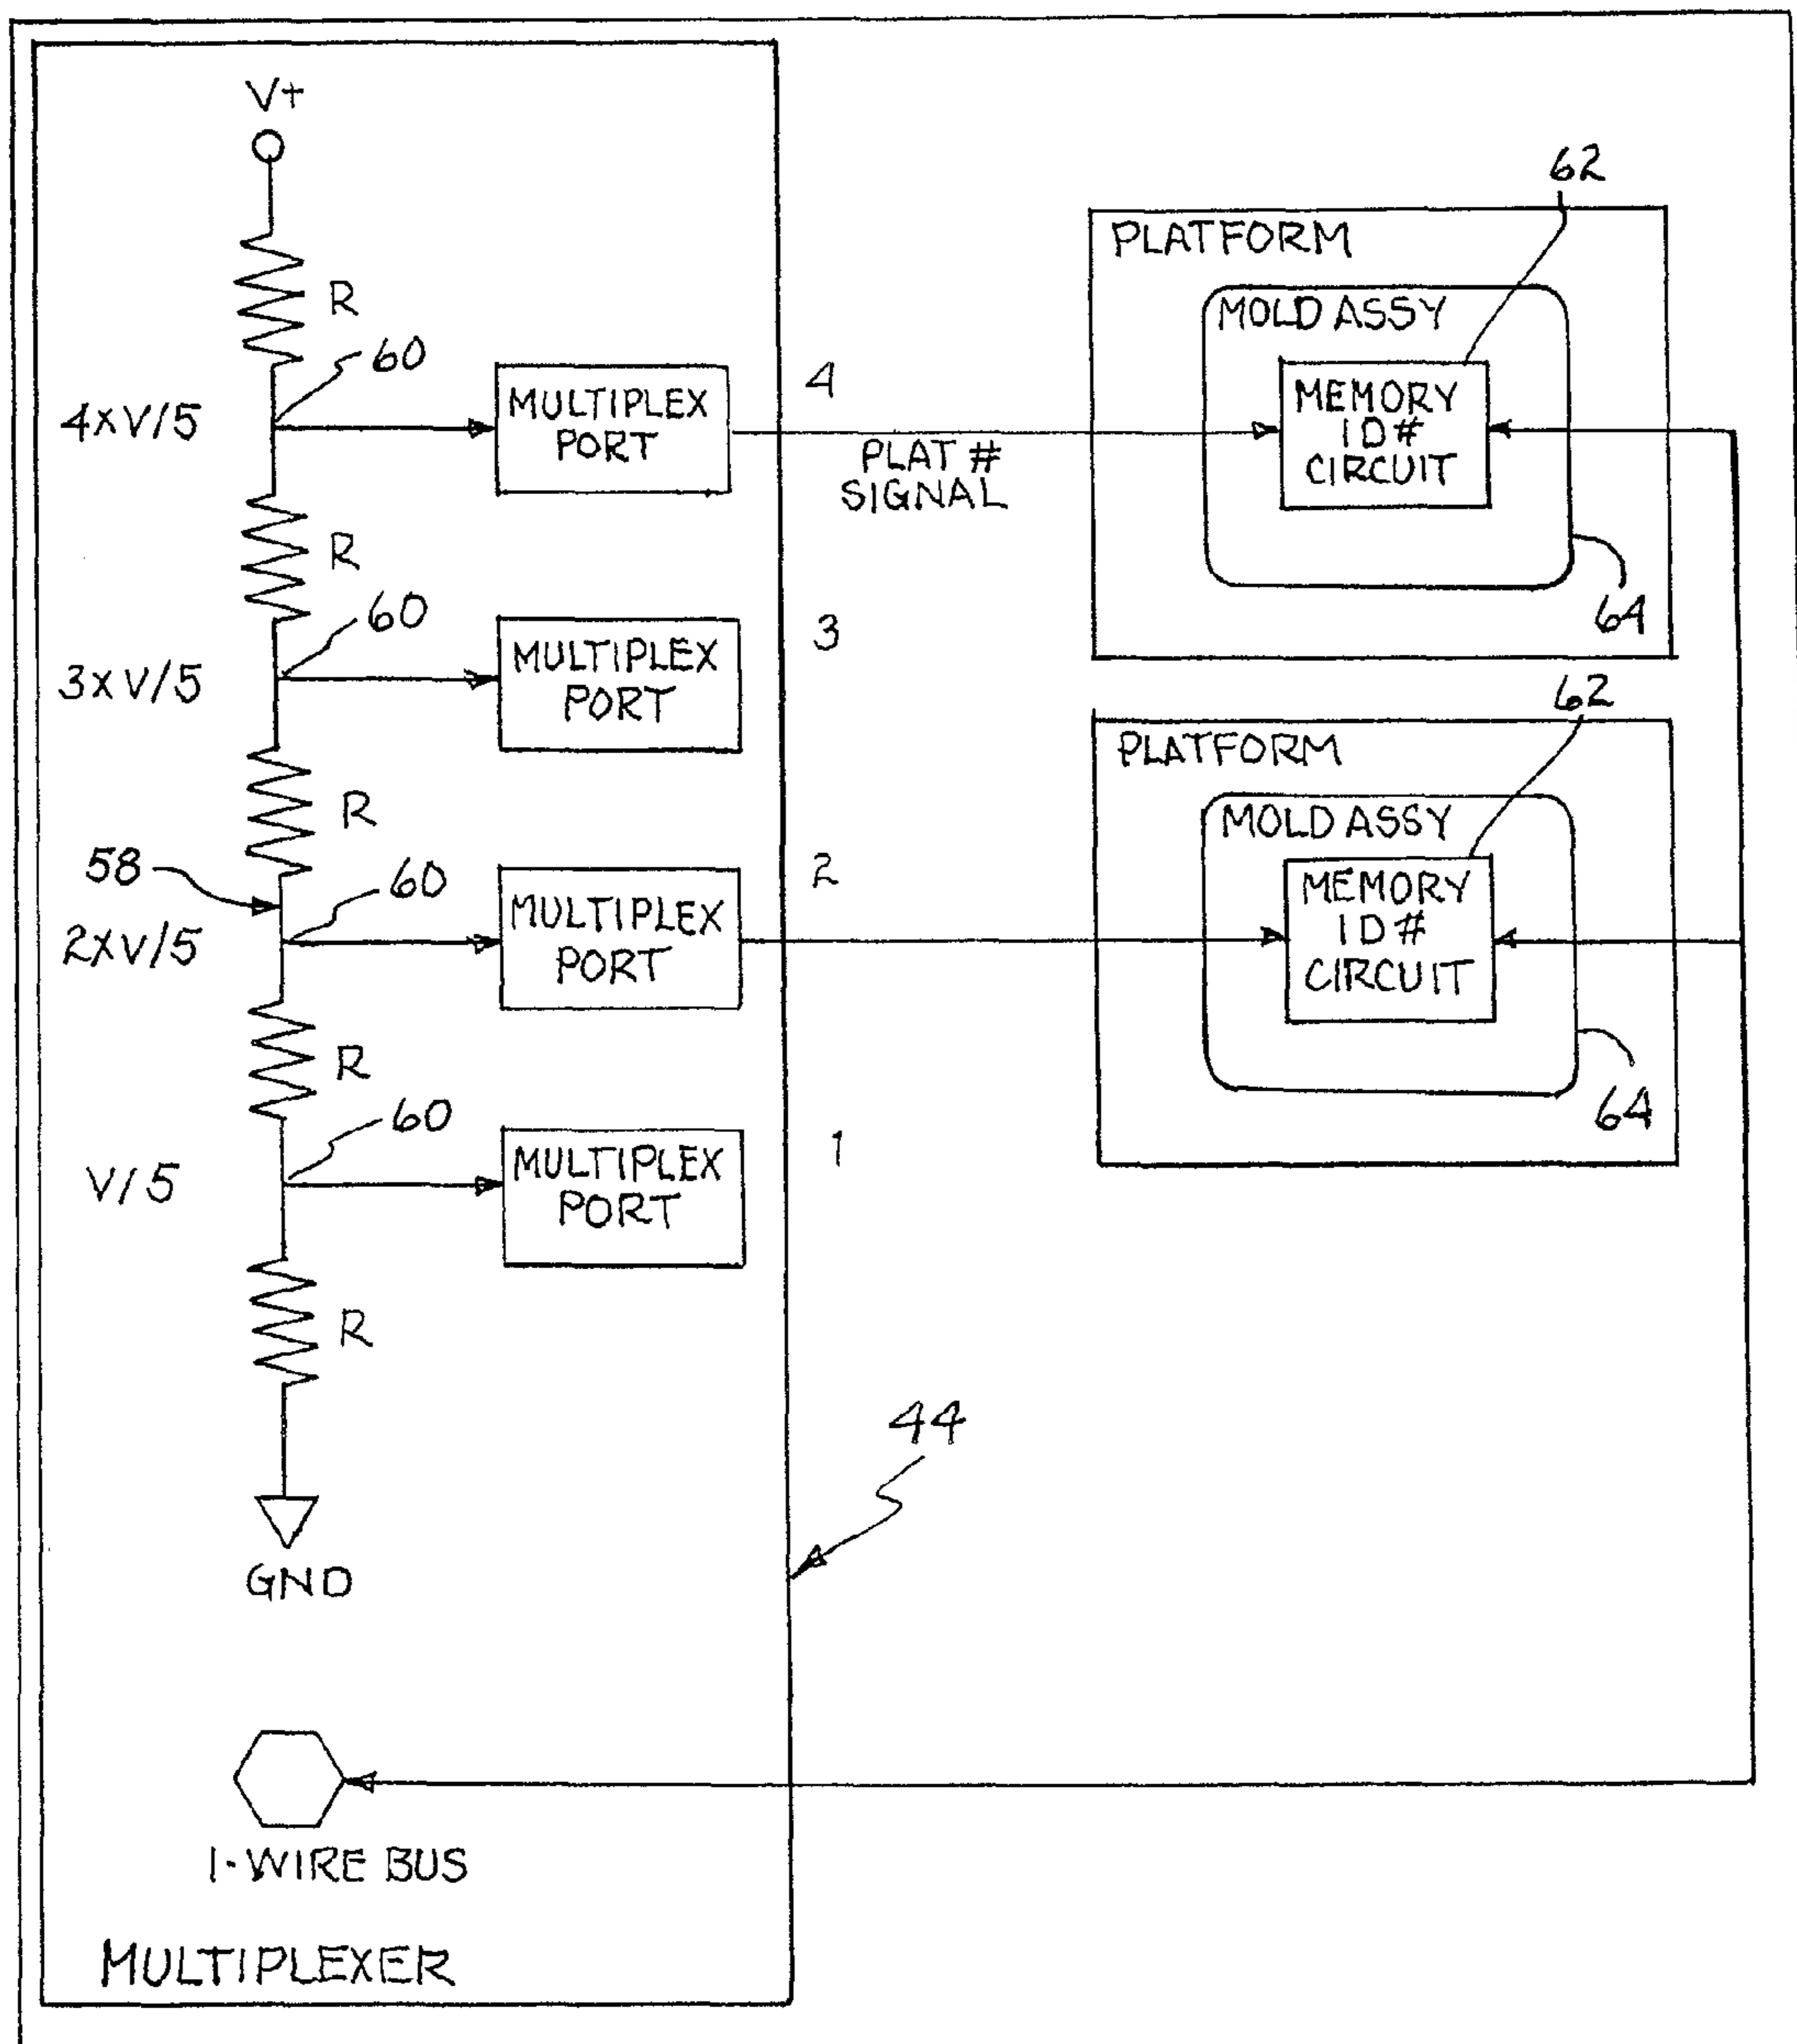 V+
R
60
4XV/5
MULTIPLEX
PORT
4
PLAT #
SIGNAL
62
PLATFORM
MOLD ASSY
MEMORY
ID#
CIRCUIT
64
R
60
3XV/5
MULTIPLEX
PORT
3
R
58
60
2XV/5
MULTIPLEX
PORT
2
62
PLATFORM
MOLD ASSY
MEMORY
ID#
CIRCUIT
64
R
60
V/5
MULTIPLEX
PORT
1
R
GND
44
1-WIRE BUS
MULTIPLEXER